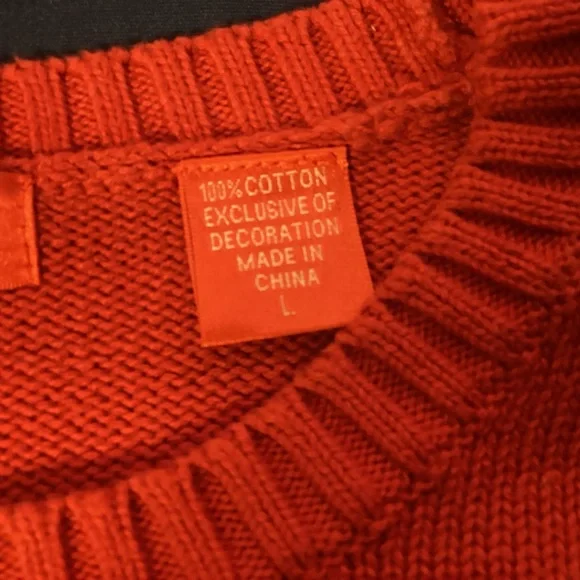 100% COTTON
EXCLUSIVE OF
DECORATION
MADE IN
CHINA
L